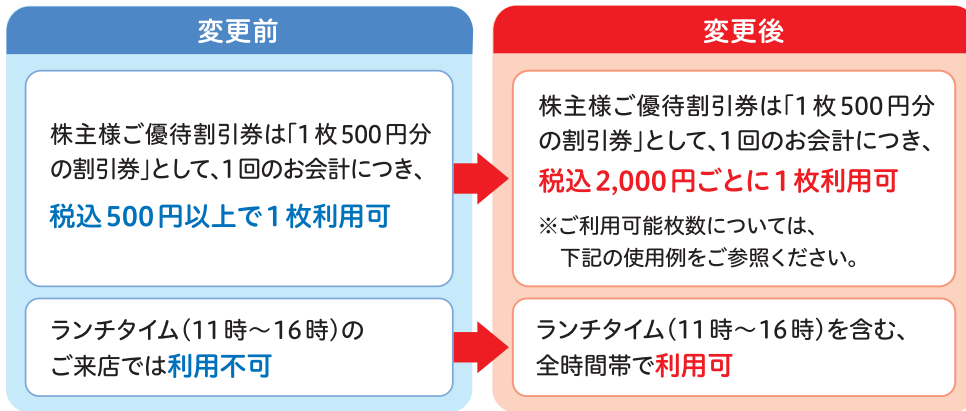 変更前
株主様ご優待割引券は「1枚500円分
の割引券」として、1回のお会計につき、
税込500円以上で1枚利用可
ランチタイム(11時～16時)の
ご来店では利用不可
変更後
株主様ご優待割引券は「1枚500円分
の割引券」として、1回のお会計につき、
税込2,000円ごとに1枚利用可
※ご利用可能枚数については、
下記の使用例をご参照ください。
ランチタイム(11時～16時)を含む、
全時間帯で利用可